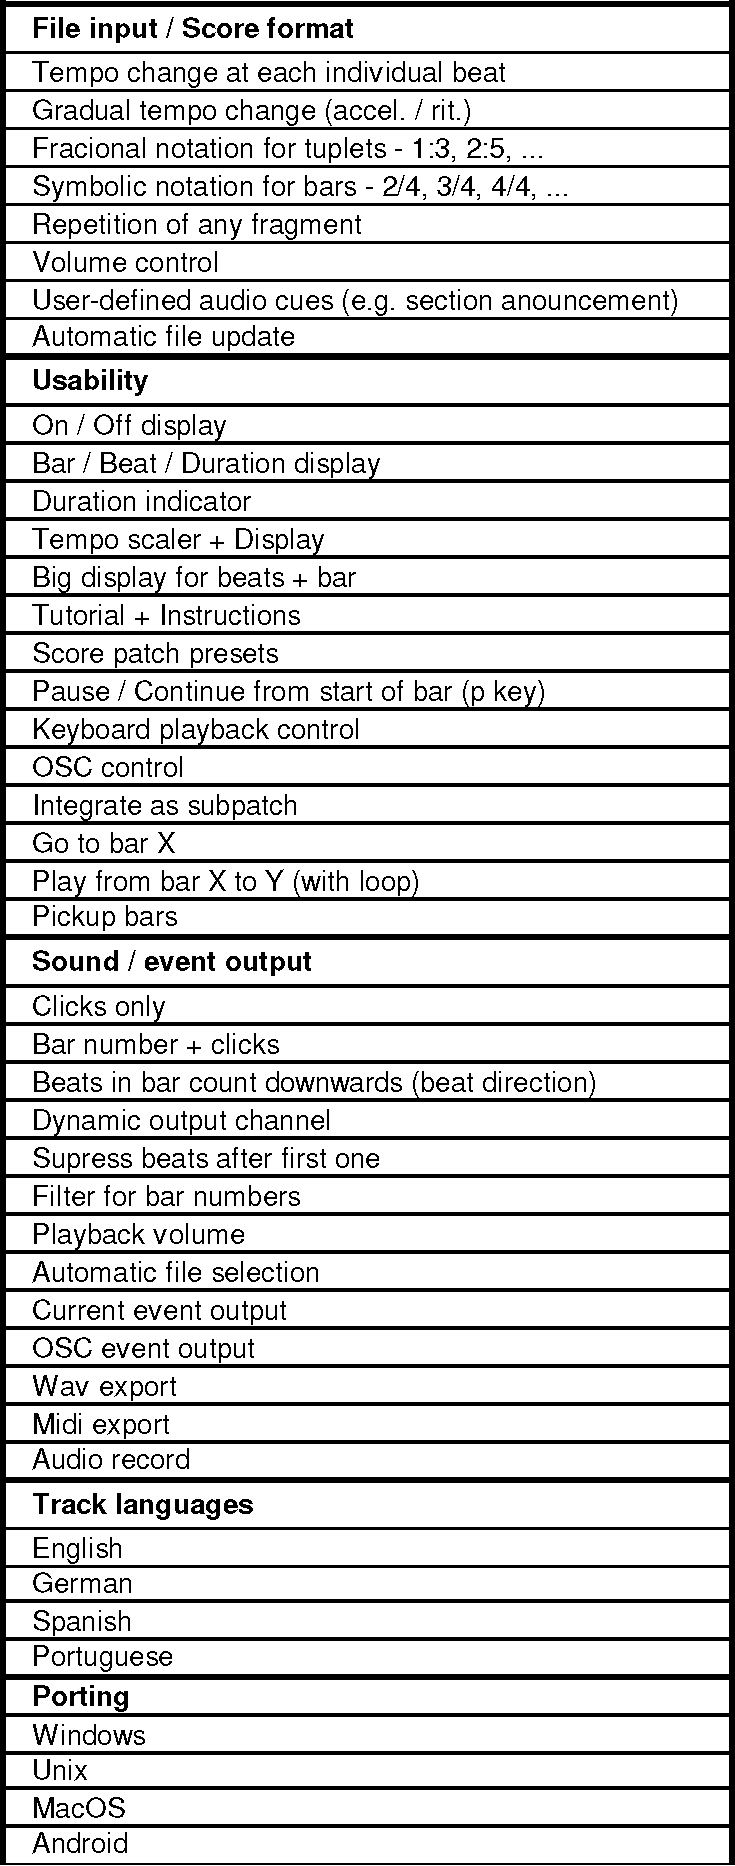 File input / Score format
Tempo change at each individual beat
Gradual tempo change (accel. / rit.)
Fracional notation for tuplets - 1:3, 2:5, ...
Symbolic notation for bars - 2/4, 3/4, 4/4, ...
Repetition of any fragment
Volume control
User-defined audio cues (e.g. section anouncement)
Automatic file update
Usability
On / Off display
Bar / Beat / Duration display
Duration indicator
Tempo scaler + Display
Big display for beats + bar
Tutorial + Instructions
Score patch presets
Pause / Continue from start of bar (p key)
Keyboard playback control
OSC control
Integrate as subpatch
Go to bar X
Play from bar X to Y (with loop)
Pickup bars
Sound / event output
Clicks only
Bar number + clicks
Beats in bar count downwards (beat direction)
Dynamic output channel
Supress beats after first one
Filter for bar numbers
Playback volume
Automatic file selection
Current event output
OSC event output
Wav export
Midi export
Audio record
Track languages
English
German
Spanish
Portuguese
Porting
Windows
Unix
MacOS
Android